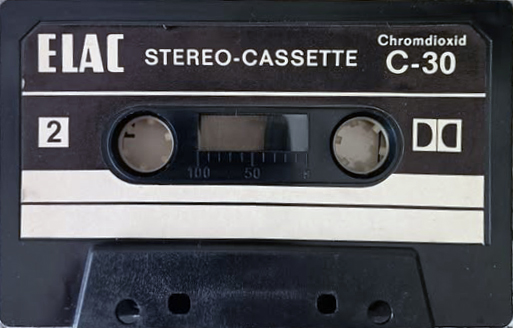 ELAC STEREO-CASSETTE Chromdioxid
C-30
2
100 50